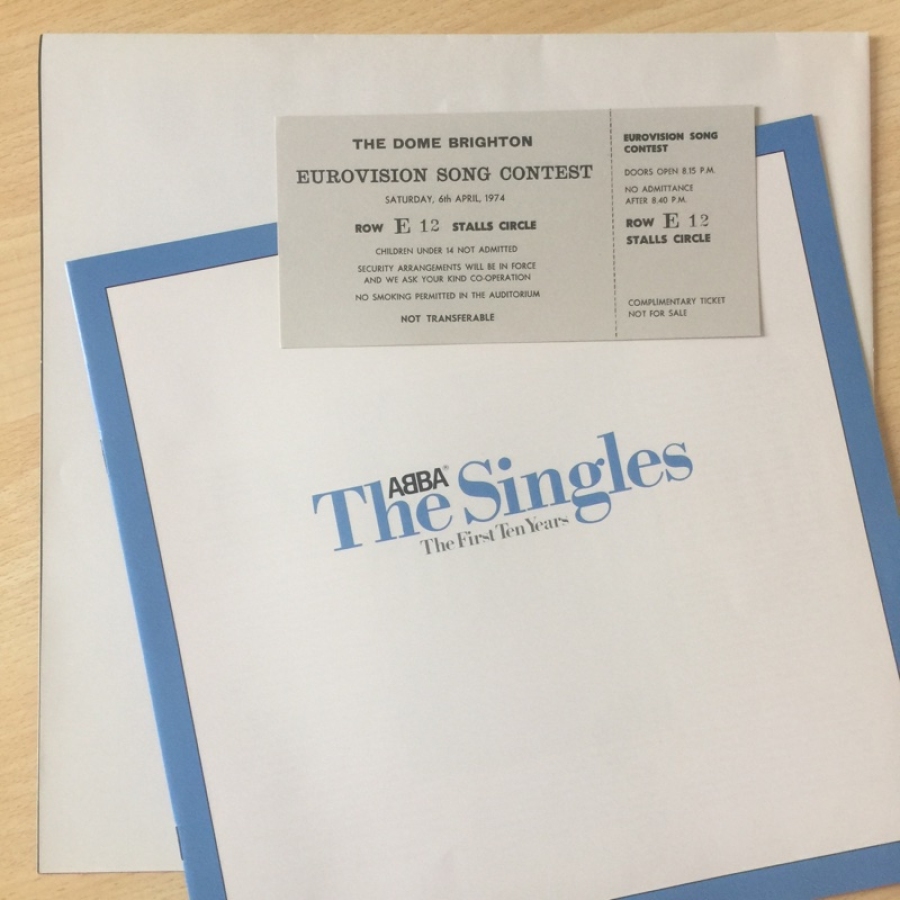 THE DOME BRIGHTON
EUROVISION SONG CONTEST
SATURDAY, 6th APRIL, 1974
ROW E 12 STALLS CIRCLE
CHILDREN UNDER 14 NOT ADMITTED
SECURITY ARRANGEMENTS WILL BE IN FORCE
AND WE ASK YOUR KIND CO-OPERATION
NO SMOKING PERMITTED IN THE AUDITORIUM
NOT TRANSFERABLE
EUROVISION SONG
CONTEST
DOORS OPEN 8.15 P.M.
NO ADMITTANCE
AFTER 8.40 P.M.
ROW E 12
STALLS CIRCLE
COMPLIMENTARY TICKET
NOT FOR SALE
AᗺBA®
The Singles
The First Ten Years